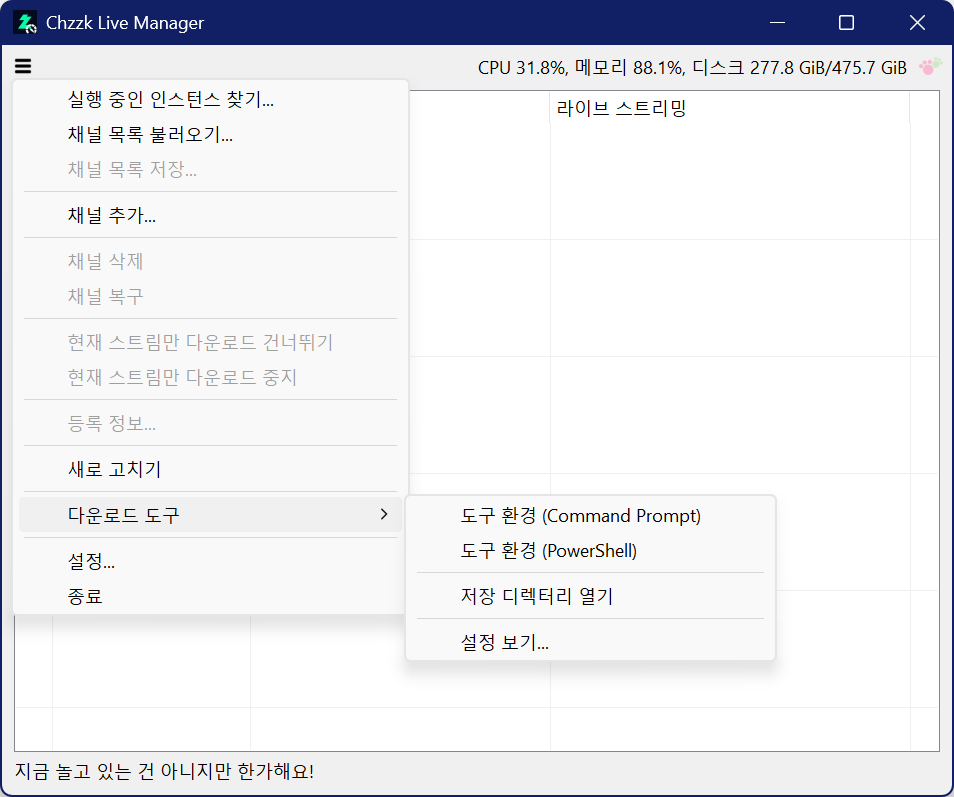 Chzzk Live Manager
CPU 31.8%, 메모리 88.1%, 디스크 277.8 GiB/475.7 GiB
라이브 스트리밍
실행 중인 인스턴스 찾기...
채널 목록 불러오기...
채널 목록 저장...
채널 추가...
채널 삭제
채널 복구
현재 스트림만 다운로드 건너뛰기
현재 스트림만 다운로드 중지
등록 정보...
새로 고치기
다운로드 도구
설정...
종료
도구 환경 (Command Prompt)
도구 환경 (PowerShell)
저장 디렉터리 열기
설정 보기...
지금 놀고 있는 건 아니지만 한가해요!